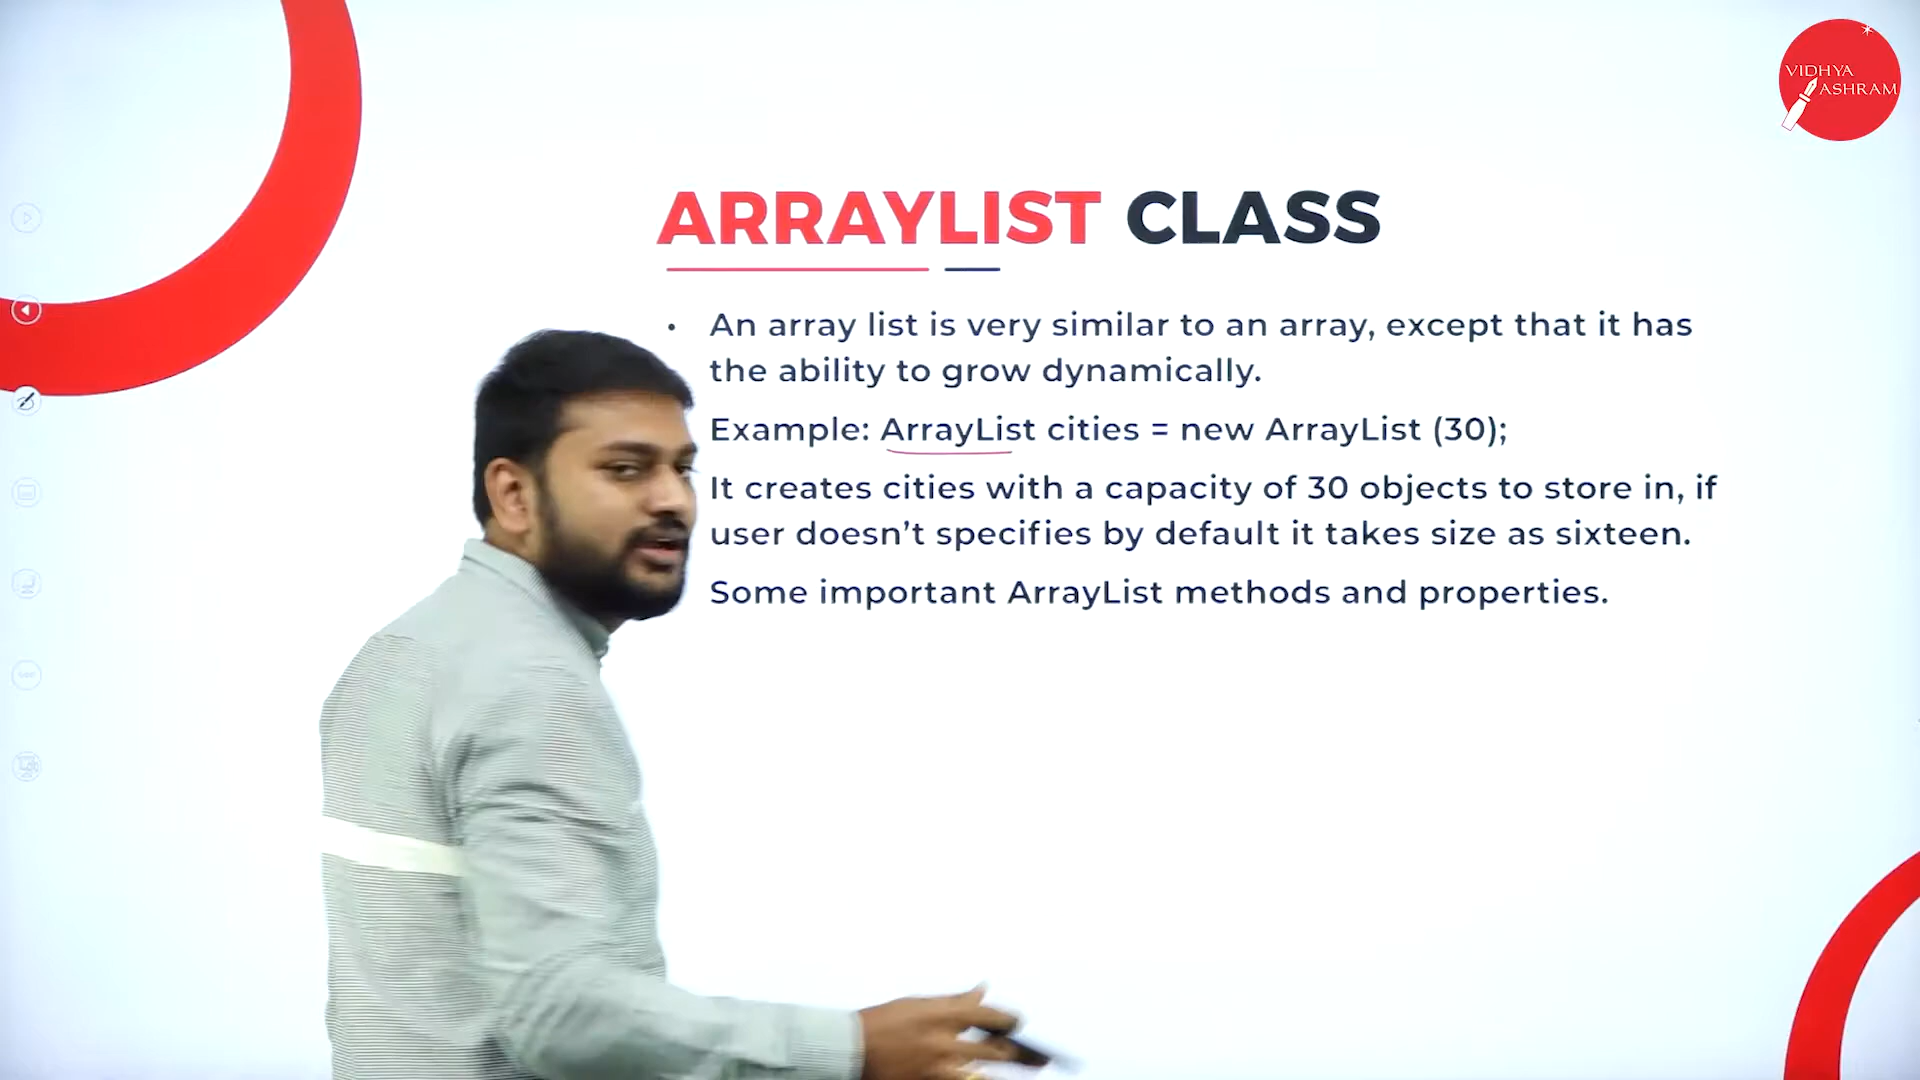 VIDHYA
ASHRAM
ARRAYLIST CLASS
• An array list is very similar to an array, except that it has
the ability to grow dynamically.
Example: ArrayList cities = new ArrayList (30);
It creates cities with a capacity of 30 objects to store in, if
user doesn’t specifies by default it takes size as sixteen.
Some important ArrayList methods and properties.